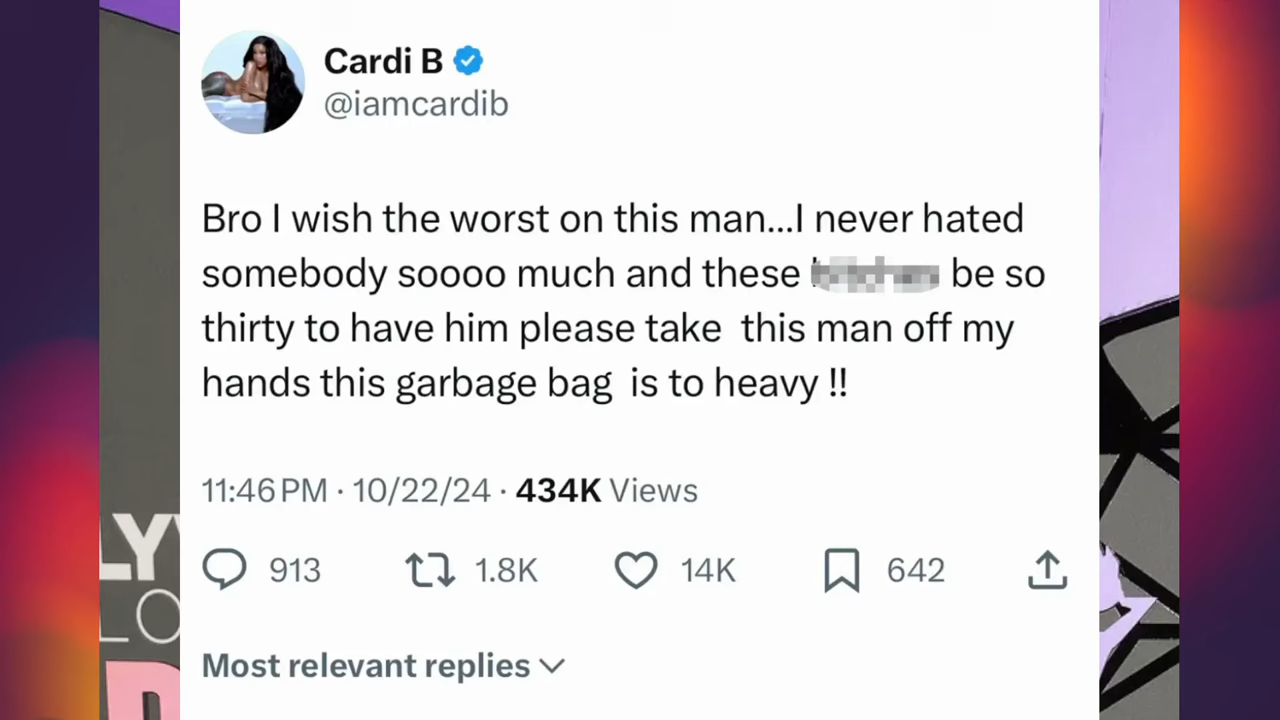 Cardi B
@iamcardib
Bro I wish the worst on this man...I never hated
somebody soooo much and these be so
thirty to have him please take this man off my
hands this garbage bag is to heavy !!
11:46 PM · 10/22/24 · 434K Views
913 1.8K 14K 642
Most relevant replies
LY
LO
D